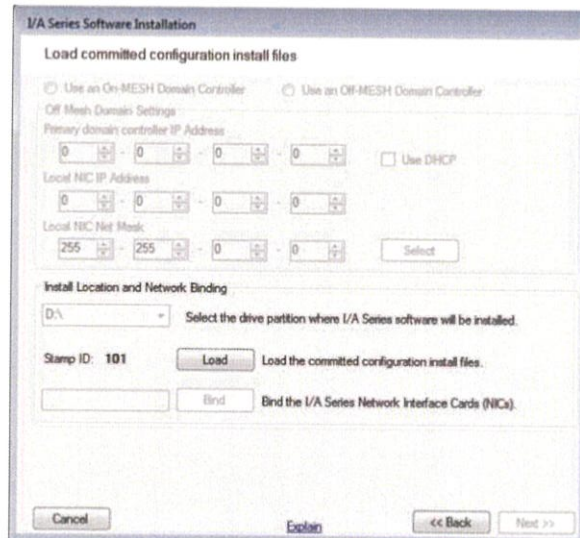 I/A Series Software Installation
Load committed configuration install files
Use an On-MESH Domain Controller Use an Off-MESH Domain Controller
Off Mesh Domain Settings
Primary domain controller IP Address
0 - 0 - 0 - 0 Use DHCP
Local NIC IP Address
0 - 0 - 0 - 0
Local NIC Net Mask
255 - 255 - 0 - 0 Select
Install Location and Network Binding
D:\ Select the drive partition where I/A Series software will be installed.
Stamp ID: 101 Load Load the committed configuration install files.
Bind Bind the I/A Series Network Interface Cards (NICs).
Cancel Explain << Back Next >>